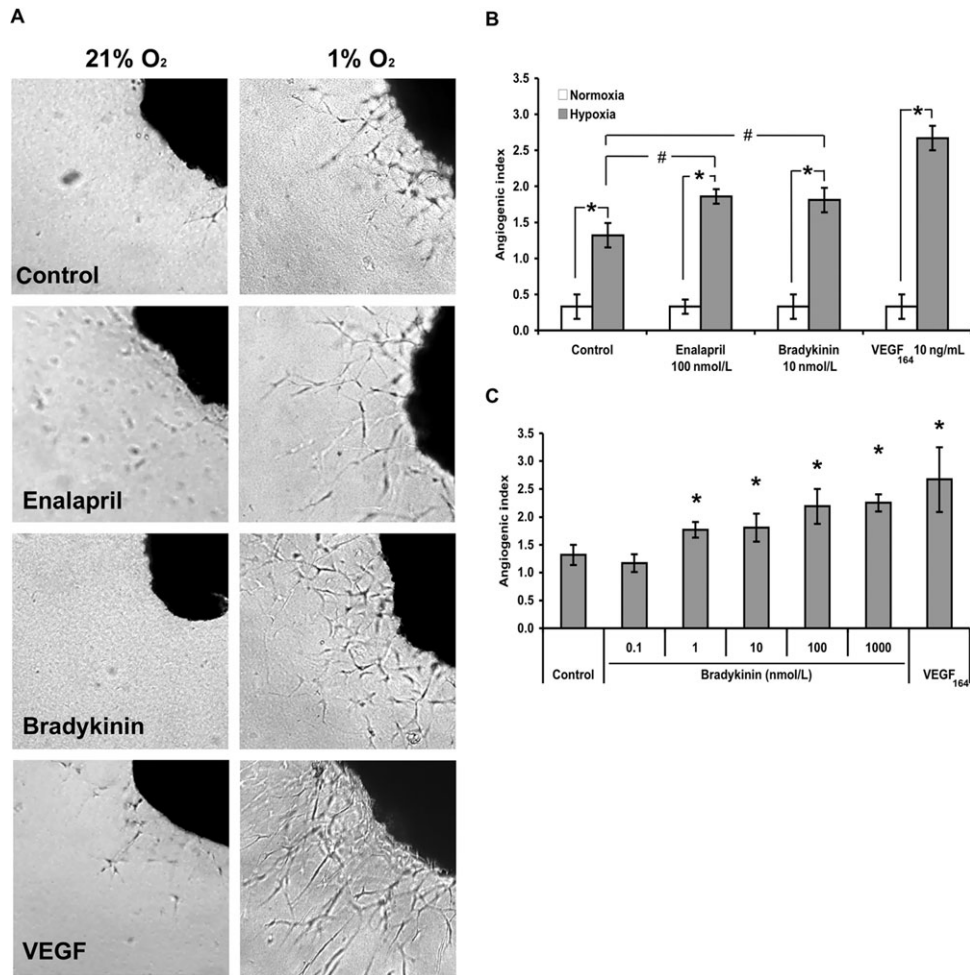 A
21% O₂
1% O₂
Control
Enalapril
Bradykinin
VEGF
B
3.5
3.0
2.5
2.0
1.5
1.0
0.5
0.0
Angiogenic index
Normoxia
Hypoxia
*
*
*
*
#
#
Control
Enalapril
100 nmol/L
Bradykinin
10 nmol/L
VEGF₁₆₄ 10 ng/mL
C
3.5
3.0
2.5
2.0
1.5
1.0
0.5
0.0
Angiogenic index
*
*
*
*
*
0.1
1
10
100
1000
Control
Bradykinin (nmol/L)
VEGF₁₆₄